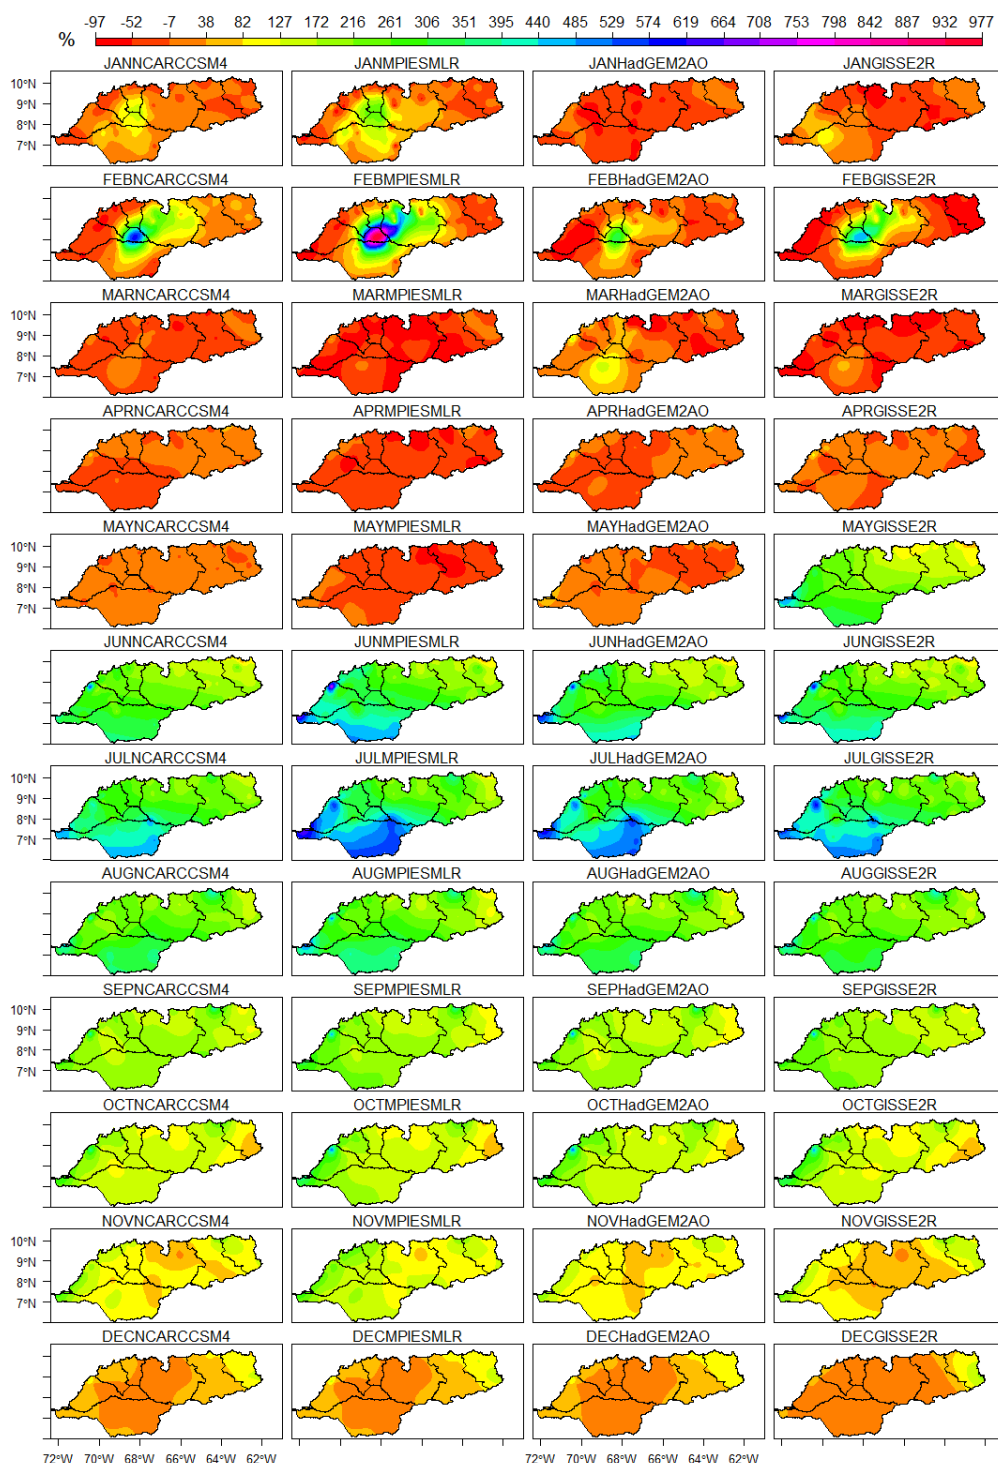 % -97 -52 -7 38 82 127 172 216 261 306 351 395 440 485 529 574 619 664 708 753 798 842 887 932 977
JANNCARCCSM4 JANMPIESMLR JANHadGEM2AO JANGISSE2R
10°N
9°N
8°N
7°N
FEBNCARCCSM4 FEBMPIESMLR FEBHadGEM2AO FEBGISSE2R
MARNCARCCSM4 MARMPIESMLR MARHadGEM2AO MARGISSE2R
10°N
9°N
8°N
7°N
APRNCARCCSM4 APRMPIESMLR APRHadGEM2AO APRGISSE2R
MAYNCARCCSM4 MAYMPIESMLR MAYHadGEM2AO MAYGISSE2R
10°N
9°N
8°N
7°N
JUNNCARCCSM4 JUNMPIESMLR JUNHadGEM2AO JUNGISSE2R
JULNCARCCSM4 JULMPIESMLR JULHadGEM2AO JULGISSE2R
10°N
9°N
8°N
7°N
AUGNCARCCSM4 AUGMPIESMLR AUGHadGEM2AO AUGGISSE2R
SEPNCARCCSM4 SEPMPIESMLR SEPHadGEM2AO SEPGISSE2R
10°N
9°N
8°N
7°N
OCTNCARCCSM4 OCTMPIESMLR OCTHadGEM2AO OCTGISSE2R
NOVNCARCCSM4 NOVMPIESMLR NOVHadGEM2AO NOVGISSE2R
10°N
9°N
8°N
7°N
DECNCARCCSM4 DECMPIESMLR DECHadGEM2AO DECGISSE2R
72°W 70°W 68°W 66°W 64°W 62°W 72°W 70°W 68°W 66°W 64°W 62°W